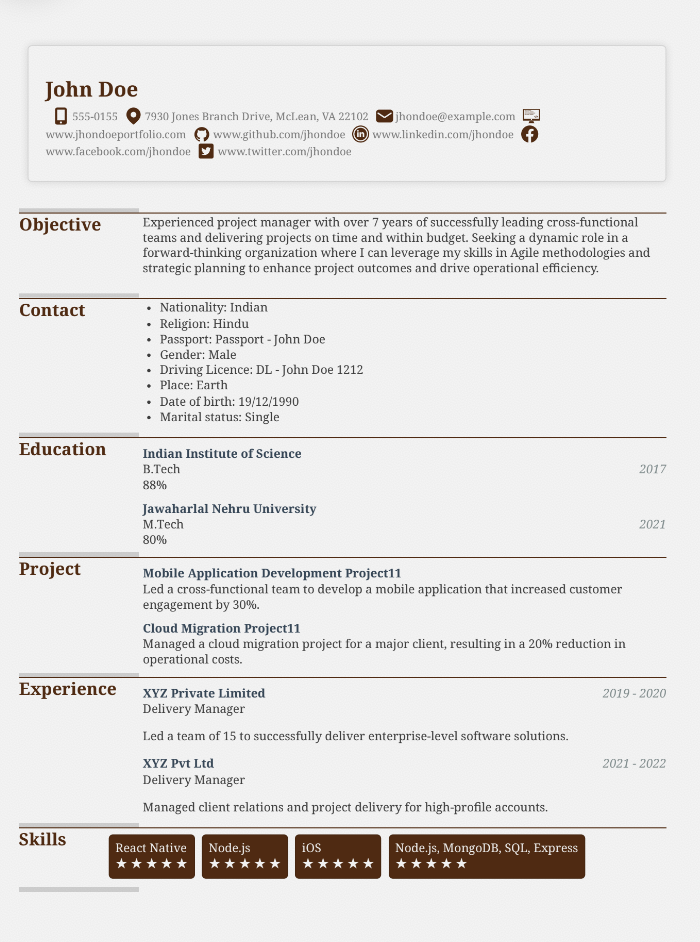 John Doe
555-0155 7930 Jones Branch Drive, McLean, VA 22102 jhondoe@example.com
www.jhondoeportfolio.com www.github.com/jhondoe www.linkedin.com/jhondoe
www.facebook.com/jhondoe www.twitter.com/jhondoe
Objective
Experienced project manager with over 7 years of successfully leading cross-functional
teams and delivering projects on time and within budget. Seeking a dynamic role in a
forward-thinking organization where I can leverage my skills in Agile methodologies and
strategic planning to enhance project outcomes and drive operational efficiency.
Contact
• Nationality: Indian
• Religion: Hindu
• Passport: Passport - John Doe
• Gender: Male
• Driving Licence: DL - John Doe 1212
• Place: Earth
• Date of birth: 19/12/1990
• Marital status: Single
Education
Indian Institute of Science
B.Tech 2017
88%
Jawaharlal Nehru University
M.Tech 2021
80%
Project
Mobile Application Development Project11
Led a cross-functional team to develop a mobile application that increased customer
engagement by 30%.
Cloud Migration Project11
Managed a cloud migration project for a major client, resulting in a 20% reduction in
operational costs.
Experience
XYZ Private Limited 2019 - 2020
Delivery Manager
Led a team of 15 to successfully deliver enterprise-level software solutions.
XYZ Pvt Ltd 2021 - 2022
Delivery Manager
Managed client relations and project delivery for high-profile accounts.
Skills
React Native Node.js iOS Node.js, MongoDB, SQL, Express
★★★★★ ★★★★★ ★★★★★ ★★★★★